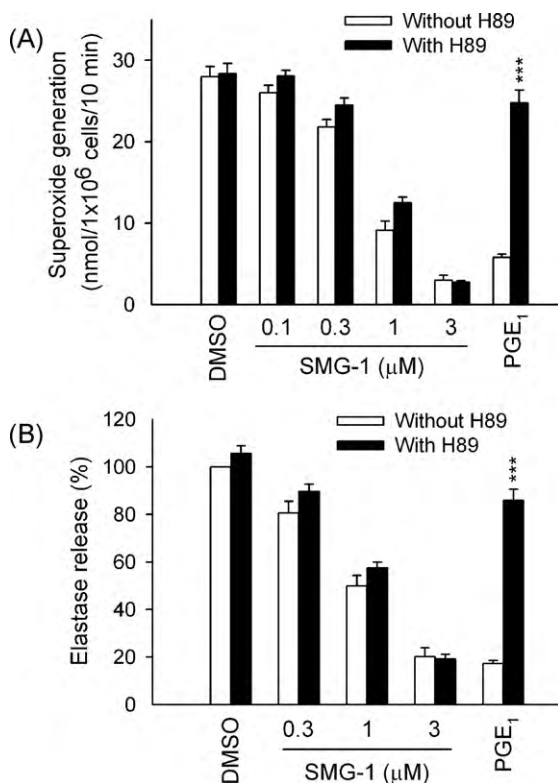 (A)
Without H89
With H89
Superoxide generation
(nmol/1x10⁶ cells/10 min)
30
20
10
0
***
DMSO
0.1
0.3
1
3
PGE₁
SMG-1 (μM)
(B)
Without H89
With H89
Elastase release (%)
120
100
80
60
40
20
0
***
DMSO
0.3
1
3
PGE₁
SMG-1 (μM)